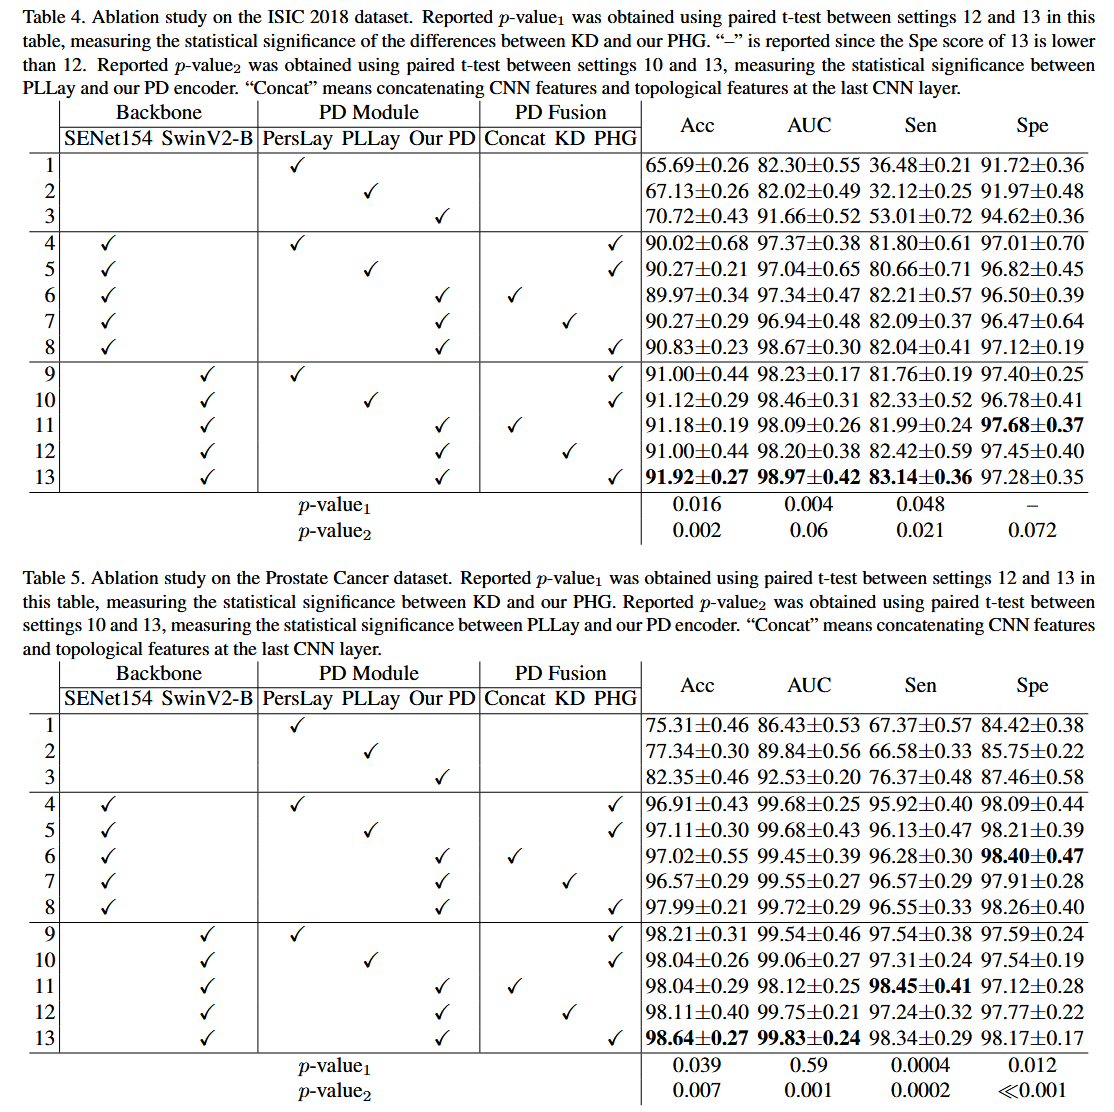 Table 4. Ablation study on the ISIC 2018 dataset. Reported p-value₁ was obtained using paired t-test between settings 12 and 13 in this
table, measuring the statistical significance of the differences between KD and our PHG. “–” is reported since the Spe score of 13 is lower
than 12. Reported p-value₂ was obtained using paired t-test between settings 10 and 13, measuring the statistical significance between
PLLay and our PD encoder. “Concat” means concatenating CNN features and topological features at the last CNN layer.
Backbone PD Module PD Fusion Acc AUC Sen Spe
SENet154 SwinV2-B PersLay PLLay Our PD Concat KD PHG
1 ✓ 65.69±0.26 82.30±0.55 36.48±0.21 91.72±0.36
2 ✓ 67.13±0.26 82.02±0.49 32.12±0.25 91.97±0.48
3 ✓ 70.72±0.43 91.66±0.52 53.01±0.72 94.62±0.36
4 ✓ ✓ ✓ 90.02±0.68 97.37±0.38 81.80±0.61 97.01±0.70
5 ✓ ✓ ✓ 90.27±0.21 97.04±0.65 80.66±0.71 96.82±0.45
6 ✓ ✓ ✓ 89.97±0.34 97.34±0.47 82.21±0.57 96.50±0.39
7 ✓ ✓ ✓ 90.27±0.29 96.94±0.48 82.09±0.37 96.47±0.64
8 ✓ ✓ ✓ 90.83±0.23 98.67±0.30 82.04±0.41 97.12±0.19
9 ✓ ✓ ✓ 91.00±0.44 98.23±0.17 81.76±0.19 97.40±0.25
10 ✓ ✓ ✓ 91.12±0.29 98.46±0.31 82.33±0.52 96.78±0.41
11 ✓ ✓ ✓ 91.18±0.19 98.09±0.26 81.99±0.24 97.68±0.37
12 ✓ ✓ ✓ 91.00±0.44 98.20±0.38 82.42±0.59 97.45±0.40
13 ✓ ✓ ✓ 91.92±0.27 98.97±0.42 83.14±0.36 97.28±0.35
p-value₁ 0.016 0.004 0.048 –
p-value₂ 0.002 0.06 0.021 0.072
Table 5. Ablation study on the Prostate Cancer dataset. Reported p-value₁ was obtained using paired t-test between settings 12 and 13 in
this table, measuring the statistical significance between KD and our PHG. Reported p-value₂ was obtained using paired t-test between
settings 10 and 13, measuring the statistical significance between PLLay and our PD encoder. “Concat” means concatenating CNN features
and topological features at the last CNN layer.
Backbone PD Module PD Fusion Acc AUC Sen Spe
SENet154 SwinV2-B PersLay PLLay Our PD Concat KD PHG
1 ✓ 75.31±0.46 86.43±0.53 67.37±0.57 84.42±0.38
2 ✓ 77.34±0.30 89.84±0.56 66.58±0.33 85.75±0.22
3 ✓ 82.35±0.46 92.53±0.20 76.37±0.48 87.46±0.58
4 ✓ ✓ ✓ 96.91±0.43 99.68±0.25 95.92±0.40 98.09±0.44
5 ✓ ✓ ✓ 97.11±0.30 99.68±0.43 96.13±0.47 98.21±0.39
6 ✓ ✓ ✓ 97.02±0.55 99.45±0.39 96.28±0.30 98.40±0.47
7 ✓ ✓ ✓ 96.57±0.29 99.55±0.27 96.57±0.29 97.91±0.28
8 ✓ ✓ ✓ 97.99±0.21 99.72±0.29 96.55±0.33 98.26±0.40
9 ✓ ✓ ✓ 98.21±0.31 99.54±0.46 97.54±0.38 97.59±0.24
10 ✓ ✓ ✓ 98.04±0.26 99.06±0.27 97.31±0.24 97.54±0.19
11 ✓ ✓ ✓ 98.04±0.29 98.12±0.25 98.45±0.41 97.12±0.28
12 ✓ ✓ ✓ 98.11±0.40 99.75±0.21 97.24±0.32 97.77±0.22
13 ✓ ✓ ✓ 98.64±0.27 99.83±0.24 98.34±0.29 98.17±0.17
p-value₁ 0.039 0.59 0.0004 0.012
p-value₂ 0.007 0.001 0.0002 ≪0.001